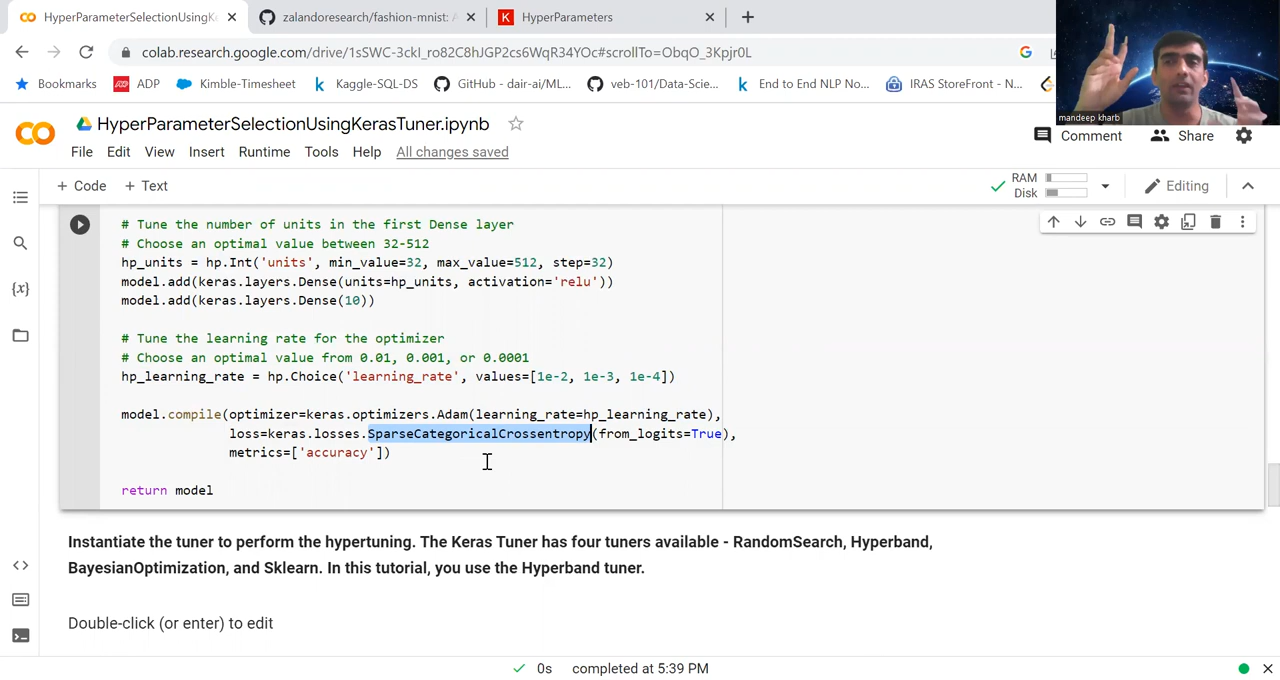 HyperParameterSelectionUsingKe
zalandoresearch/fashion-mnist: A
HyperParameters
colab.research.google.com/drive/1sSWC-3ckI_ro82C8hJGP2cs6WqR34YOc#scrollTo=ObqO_3Kpjr0L
Bookmarks
ADP
Kimble-Timesheet
Kaggle-SQL-DS
GitHub - dair-ai/ML...
veb-101/Data-Scie...
End to End NLP No...
IRAS StoreFront - N...
mandeep kharb
HyperParameterSelectionUsingKerasTuner.ipynb
Comment
Share
File Edit View Insert Runtime Tools Help All changes saved
+ Code + Text
RAM
Disk
Editing
# Tune the number of units in the first Dense layer
# Choose an optimal value between 32-512
hp_units = hp.Int('units', min_value=32, max_value=512, step=32)
model.add(keras.layers.Dense(units=hp_units, activation='relu'))
model.add(keras.layers.Dense(10))
# Tune the learning rate for the optimizer
# Choose an optimal value from 0.01, 0.001, or 0.0001
hp_learning_rate = hp.Choice('learning_rate', values=[1e-2, 1e-3, 1e-4])
model.compile(optimizer=keras.optimizers.Adam(learning_rate=hp_learning_rate),
loss=keras.losses.SparseCategoricalCrossentropy(from_logits=True),
metrics=['accuracy'])
return model
Instantiate the tuner to perform the hypertuning. The Keras Tuner has four tuners available - RandomSearch, Hyperband,
BayesianOptimization, and Sklearn. In this tutorial, you use the Hyperband tuner.
Double-click (or enter) to edit
0s completed at 5:39 PM